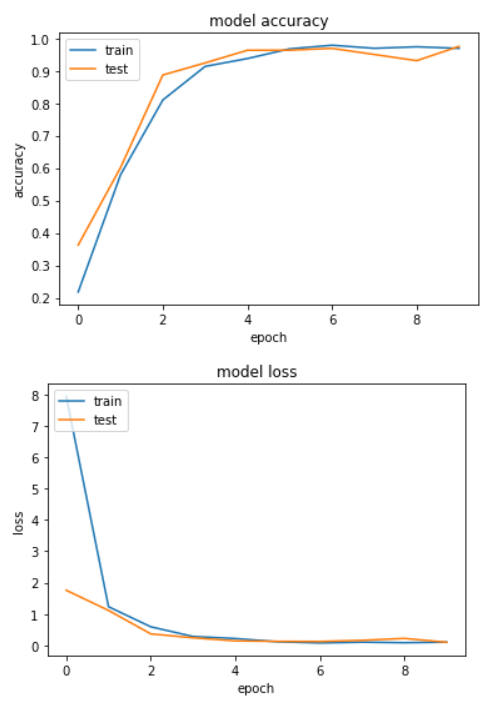 model accuracy
1.0
0.9
0.8
0.7
0.6
0.5
0.4
0.3
0.2
train
test
accuracy
0 2 4 6 8
epoch
model loss
8
7
6
5
4
3
2
1
0
train
test
loss
0 2 4 6 8
epoch